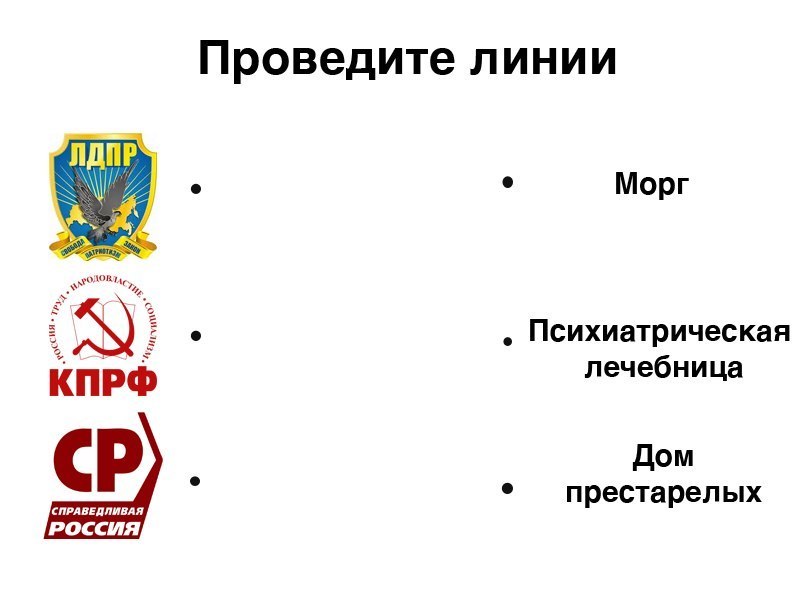 Проведите линии
ЛДПР
СВОБОДА ПАТРИОТИЗМ ЗАКОН
• Морг
РОССИЯ • ТРУД • НАРОДОВЛАСТИЕ • СОЦИАЛИЗМ •
КПРФ
• Психиатрическая
лечебница
СР
СПРАВЕДЛИВАЯ
РОССИЯ
• Дом
престарелых